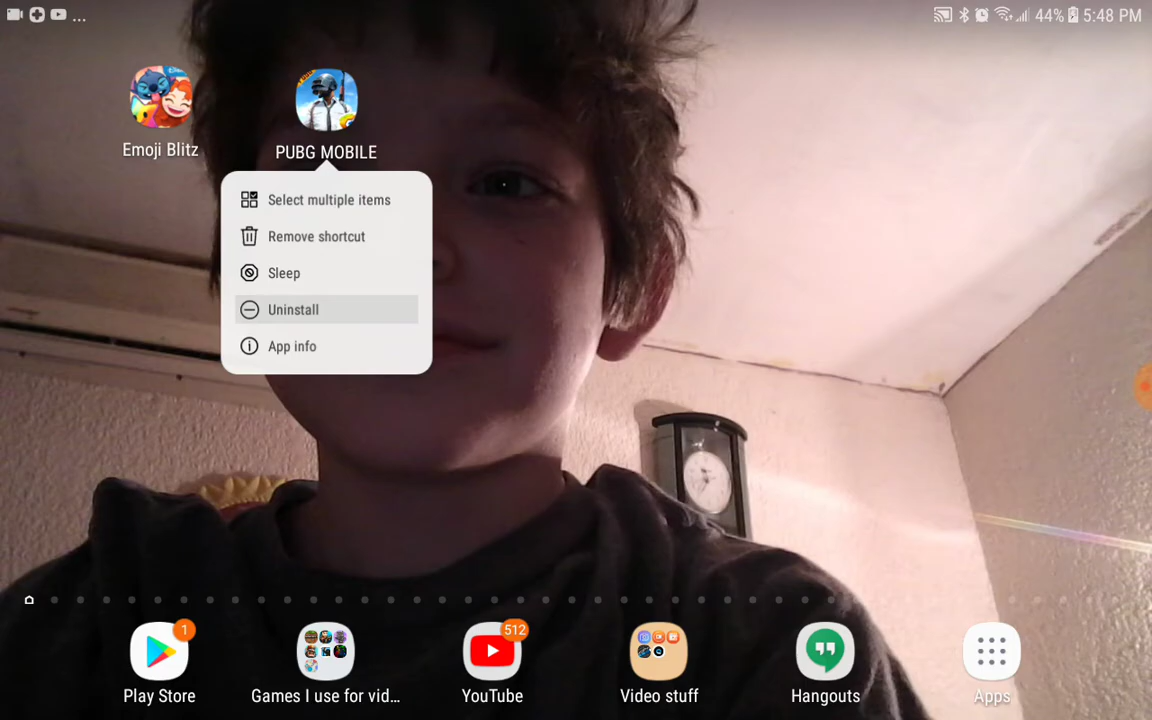 ...
44%
5:48 PM
Emoji Blitz
PUBG MOBILE
Select multiple items
Remove shortcut
Sleep
Uninstall
App info
1
512
Play Store
Games I use for vid...
YouTube
Video stuff
Hangouts
Apps